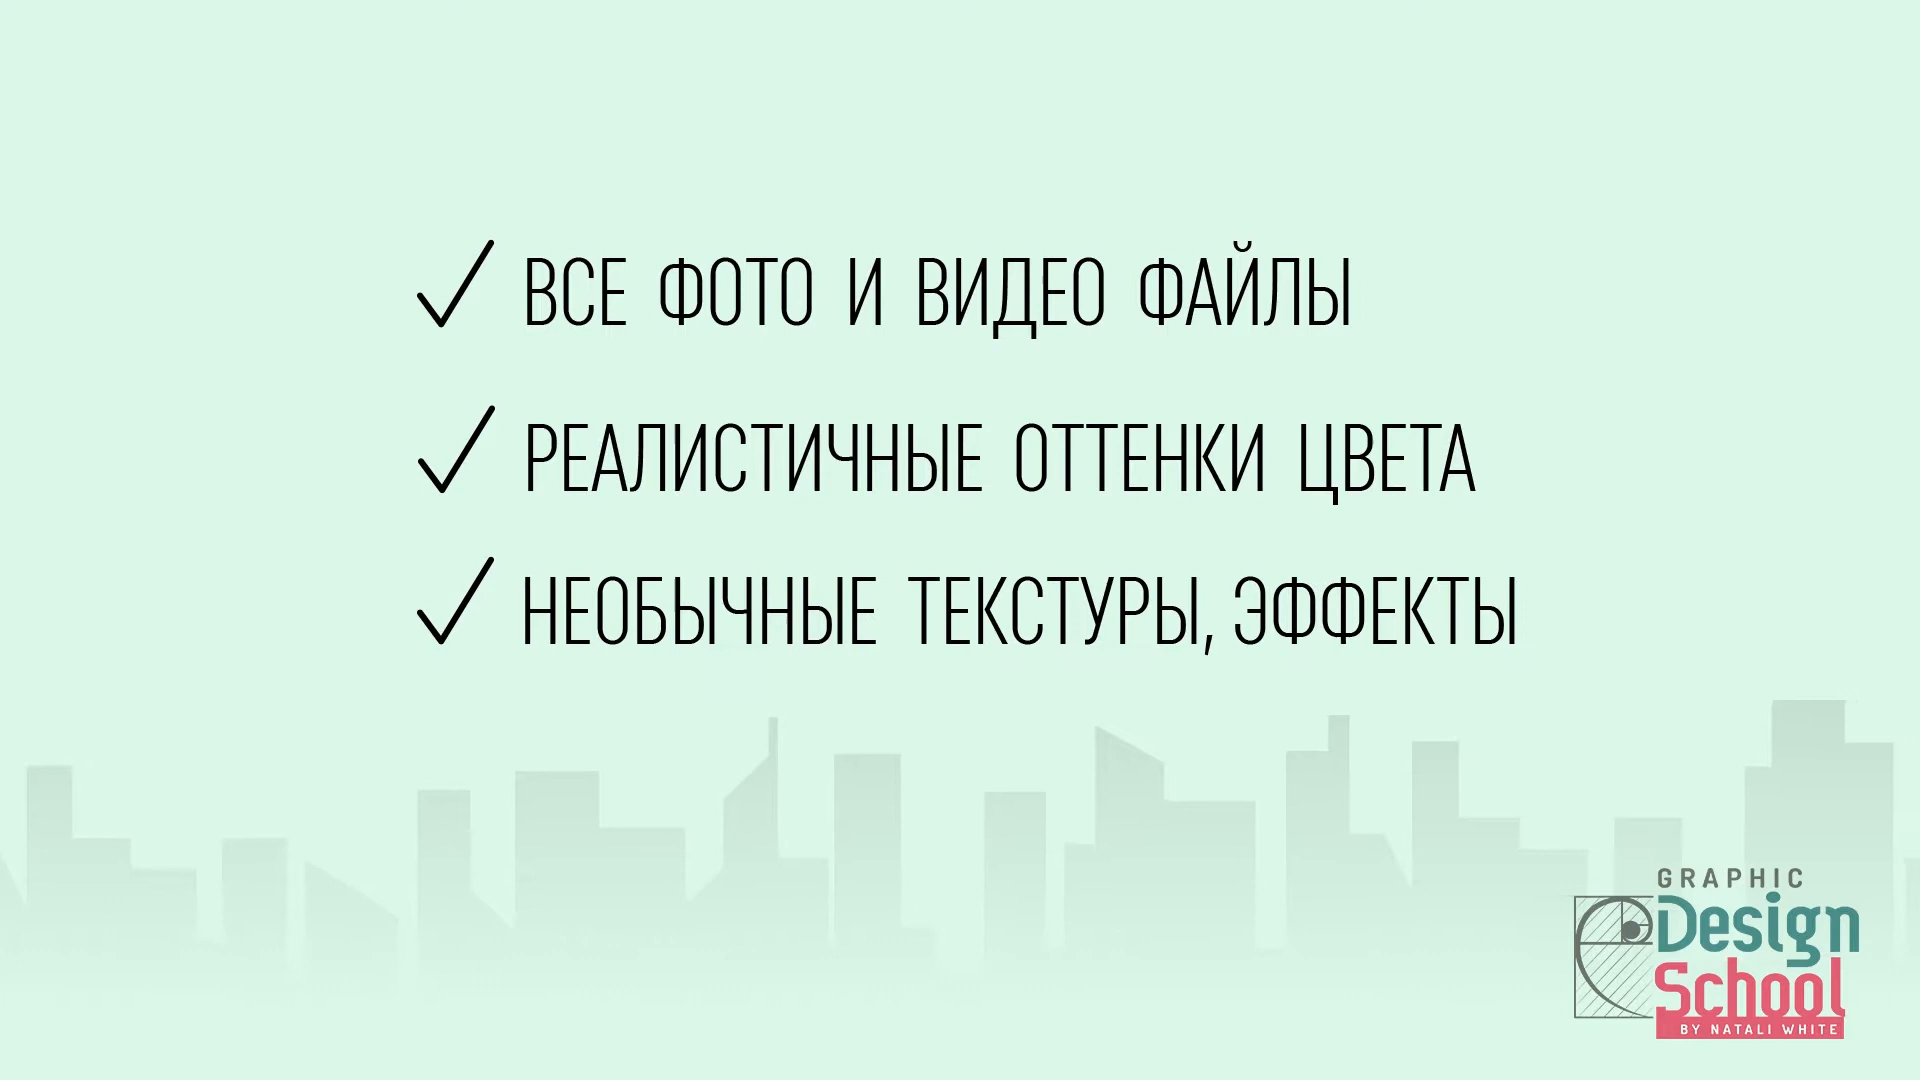 ВСЕ ФОТО И ВИДЕО ФАЙЛЫ
РЕАЛИСТИЧНЫЕ ОТТЕНКИ ЦВЕТА
НЕОБЫЧНЫЕ ТЕКСТУРЫ, ЭФФЕКТЫ
GRAPHIC
Design
School
BY NATALI WHITE